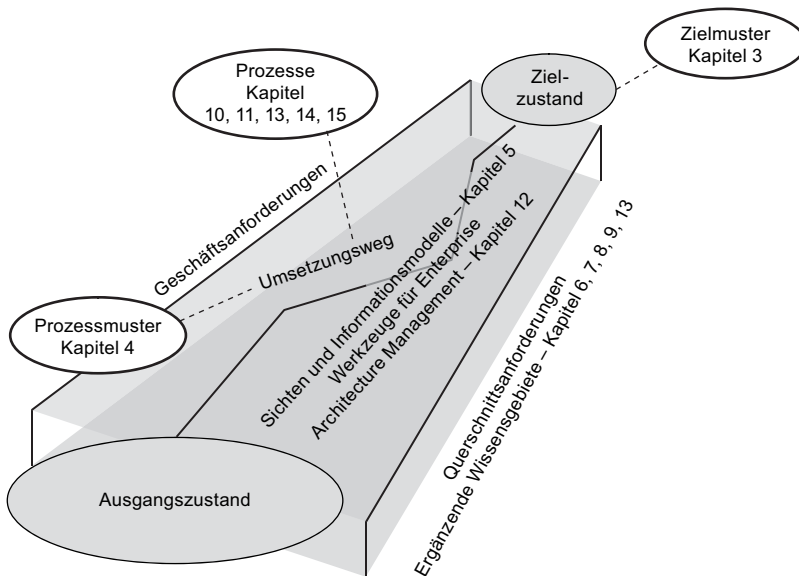 Zielmuster
Kapitel 3
Ziel-
zustand
Prozesse
Kapitel
10, 11, 13, 14, 15
Geschäftsanforderungen
Umsetzungsweg
Prozessmuster
Kapitel 4
Sichten und Informationsmodelle – Kapitel 5
Werkzeuge für Enterprise
Architecture Management – Kapitel 12
Querschnittsanforderungen
Ergänzende Wissensgebiete – Kapitel 6, 7, 8, 9, 13
Ausgangszustand